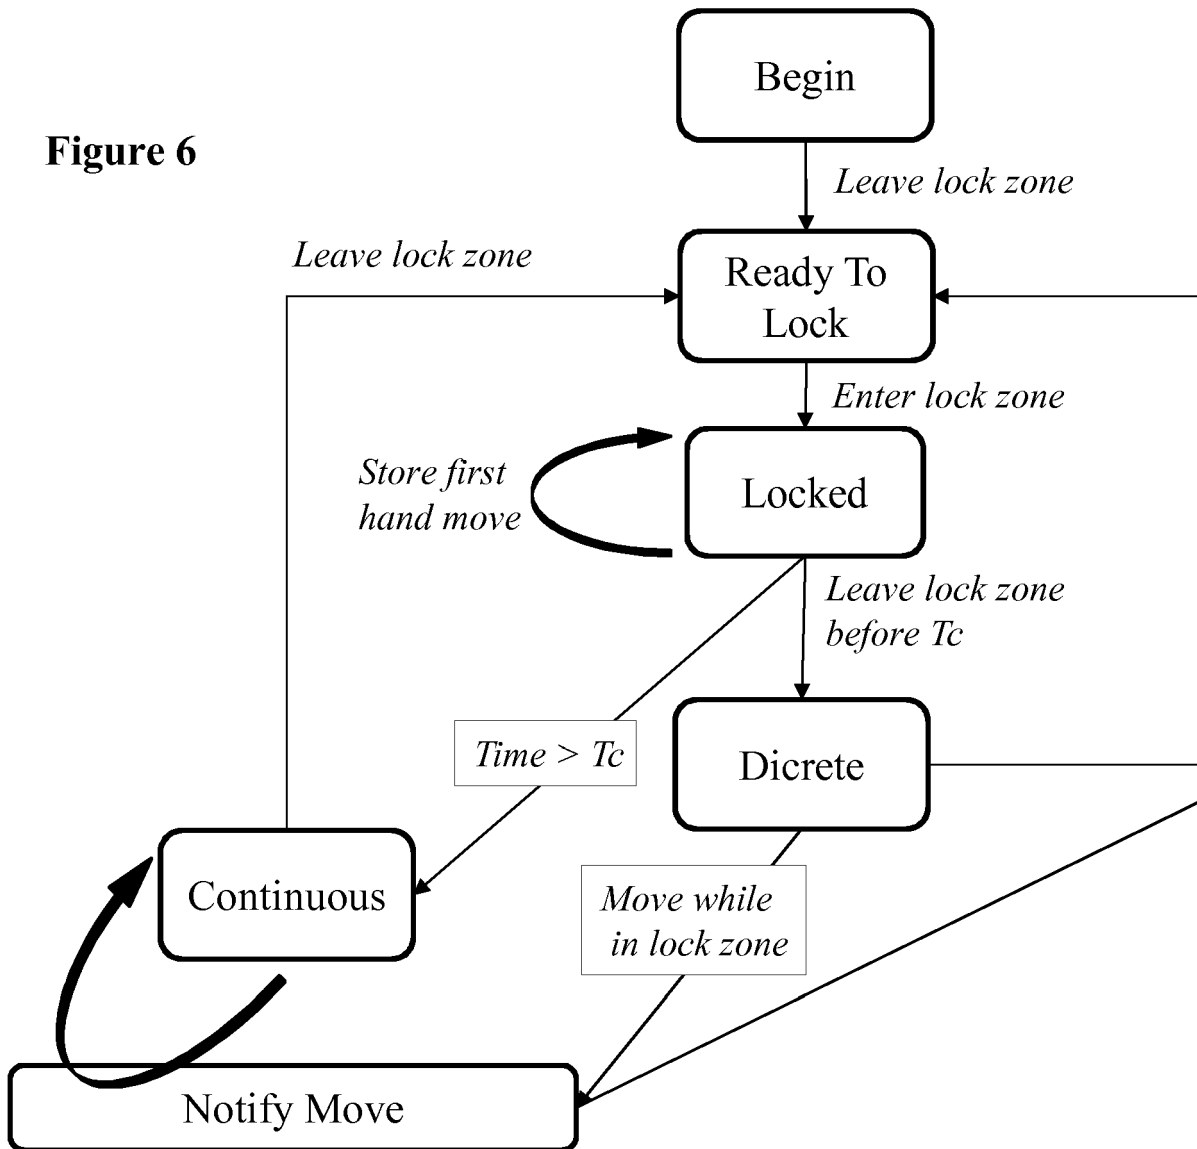 Begin
Figure 6
Leave lock zone
Leave lock zone
Ready To
Lock
Enter lock zone
Store first
hand move
Locked
Leave lock zone
before Tc
Time > Tc
Dicrete
Continuous
Move while
in lock zone
Notify Move